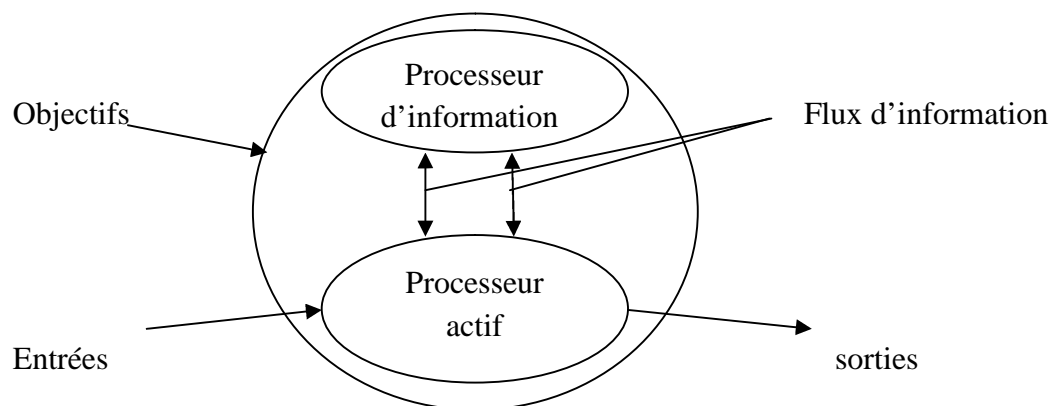 Processeur
d’information
Objectifs
Flux d’information
Processeur
actif
Entrées
sorties